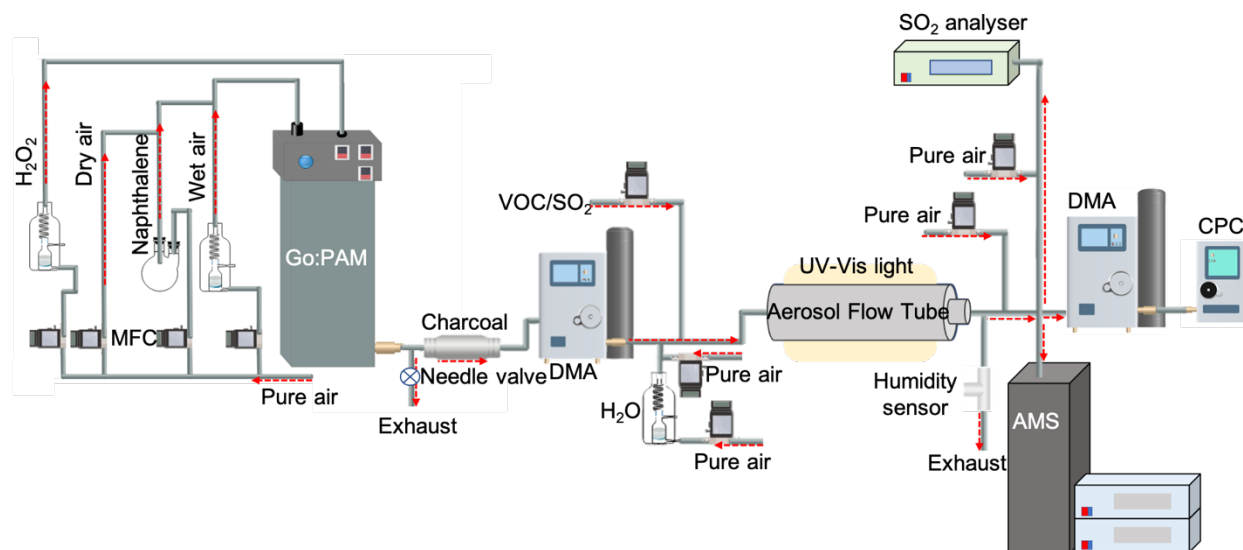 SO₂ analyser
H₂O₂
Dry air
Naphthalene
Wet air
Pure air
VOC/SO₂
Pure air
DMA
CPC
Go:PAM
UV-Vis light
Aerosol Flow Tube
MFC
Charcoal
Needle valve
DMA
Pure air
Pure air
Exhaust
H₂O
Pure air
Humidity
sensor
AMS
Exhaust